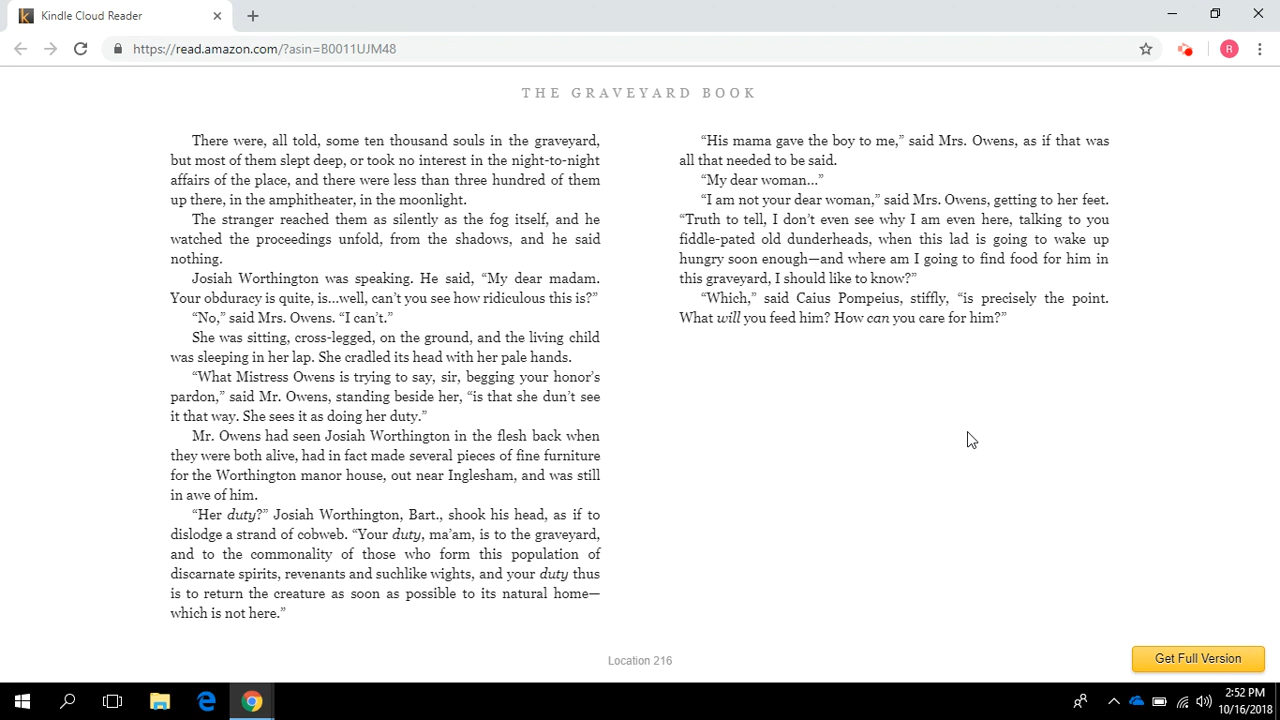 Kindle Cloud Reader
https://read.amazon.com/?asin=B0011UJM48
R
THE GRAVEYARD BOOK
There were, all told, some ten thousand souls in the graveyard,
but most of them slept deep, or took no interest in the night-to-night
affairs of the place, and there were less than three hundred of them
up there, in the amphitheater, in the moonlight.
The stranger reached them as silently as the fog itself, and he
watched the proceedings unfold, from the shadows, and he said
nothing.
Josiah Worthington was speaking. He said, “My dear madam.
Your obduracy is quite, is...well, can’t you see how ridiculous this is?”
“No,” said Mrs. Owens. “I can’t.”
She was sitting, cross-legged, on the ground, and the living child
was sleeping in her lap. She cradled its head with her pale hands.
“What Mistress Owens is trying to say, sir, begging your honor’s
pardon,” said Mr. Owens, standing beside her, “is that she dun’t see
it that way. She sees it as doing her duty.”
Mr. Owens had seen Josiah Worthington in the flesh back when
they were both alive, had in fact made several pieces of fine furniture
for the Worthington manor house, out near Inglesham, and was still
in awe of him.
“Her duty?” Josiah Worthington, Bart., shook his head, as if to
dislodge a strand of cobweb. “Your duty, ma’am, is to the graveyard,
and to the commonality of those who form this population of
discarnate spirits, revenants and suchlike wights, and your duty thus
is to return the creature as soon as possible to its natural home—
which is not here.”
“His mama gave the boy to me,” said Mrs. Owens, as if that was
all that needed to be said.
“My dear woman...”
“I am not your dear woman,” said Mrs. Owens, getting to her feet.
“Truth to tell, I don’t even see why I am even here, talking to you
fiddle-pated old dunderheads, when this lad is going to wake up
hungry soon enough—and where am I going to find food for him in
this graveyard, I should like to know?”
“Which,” said Caius Pompeius, stiffly, “is precisely the point.
What will you feed him? How can you care for him?”
Location 216
Get Full Version
2:52 PM
10/16/2018